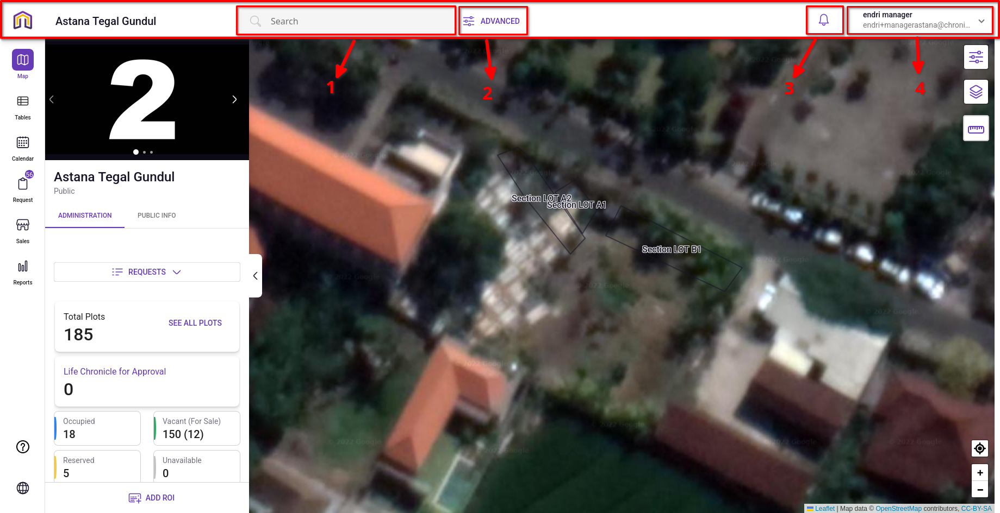 Astana Tegal Gundul
Search
ADVANCED
endri manager
endri+managerastana@chroni...
1
2
3
4
Map
Tables
Calendar
56
Request
Sales
Reports
2
Astana Tegal Gundul
Public
ADMINISTRATION
PUBLIC INFO
REQUESTS
Total Plots
185
SEE ALL PLOTS
Life Chronicle for Approval
0
Occupied
18
Vacant (For Sale)
150 (12)
Reserved
5
Unavailable
0
ADD ROI
Section LOT A2
Section LOT A1
Section LOT B1
© 2022 Google
+
−
Leaflet | Map data © OpenStreetMap contributors, CC-BY-SA